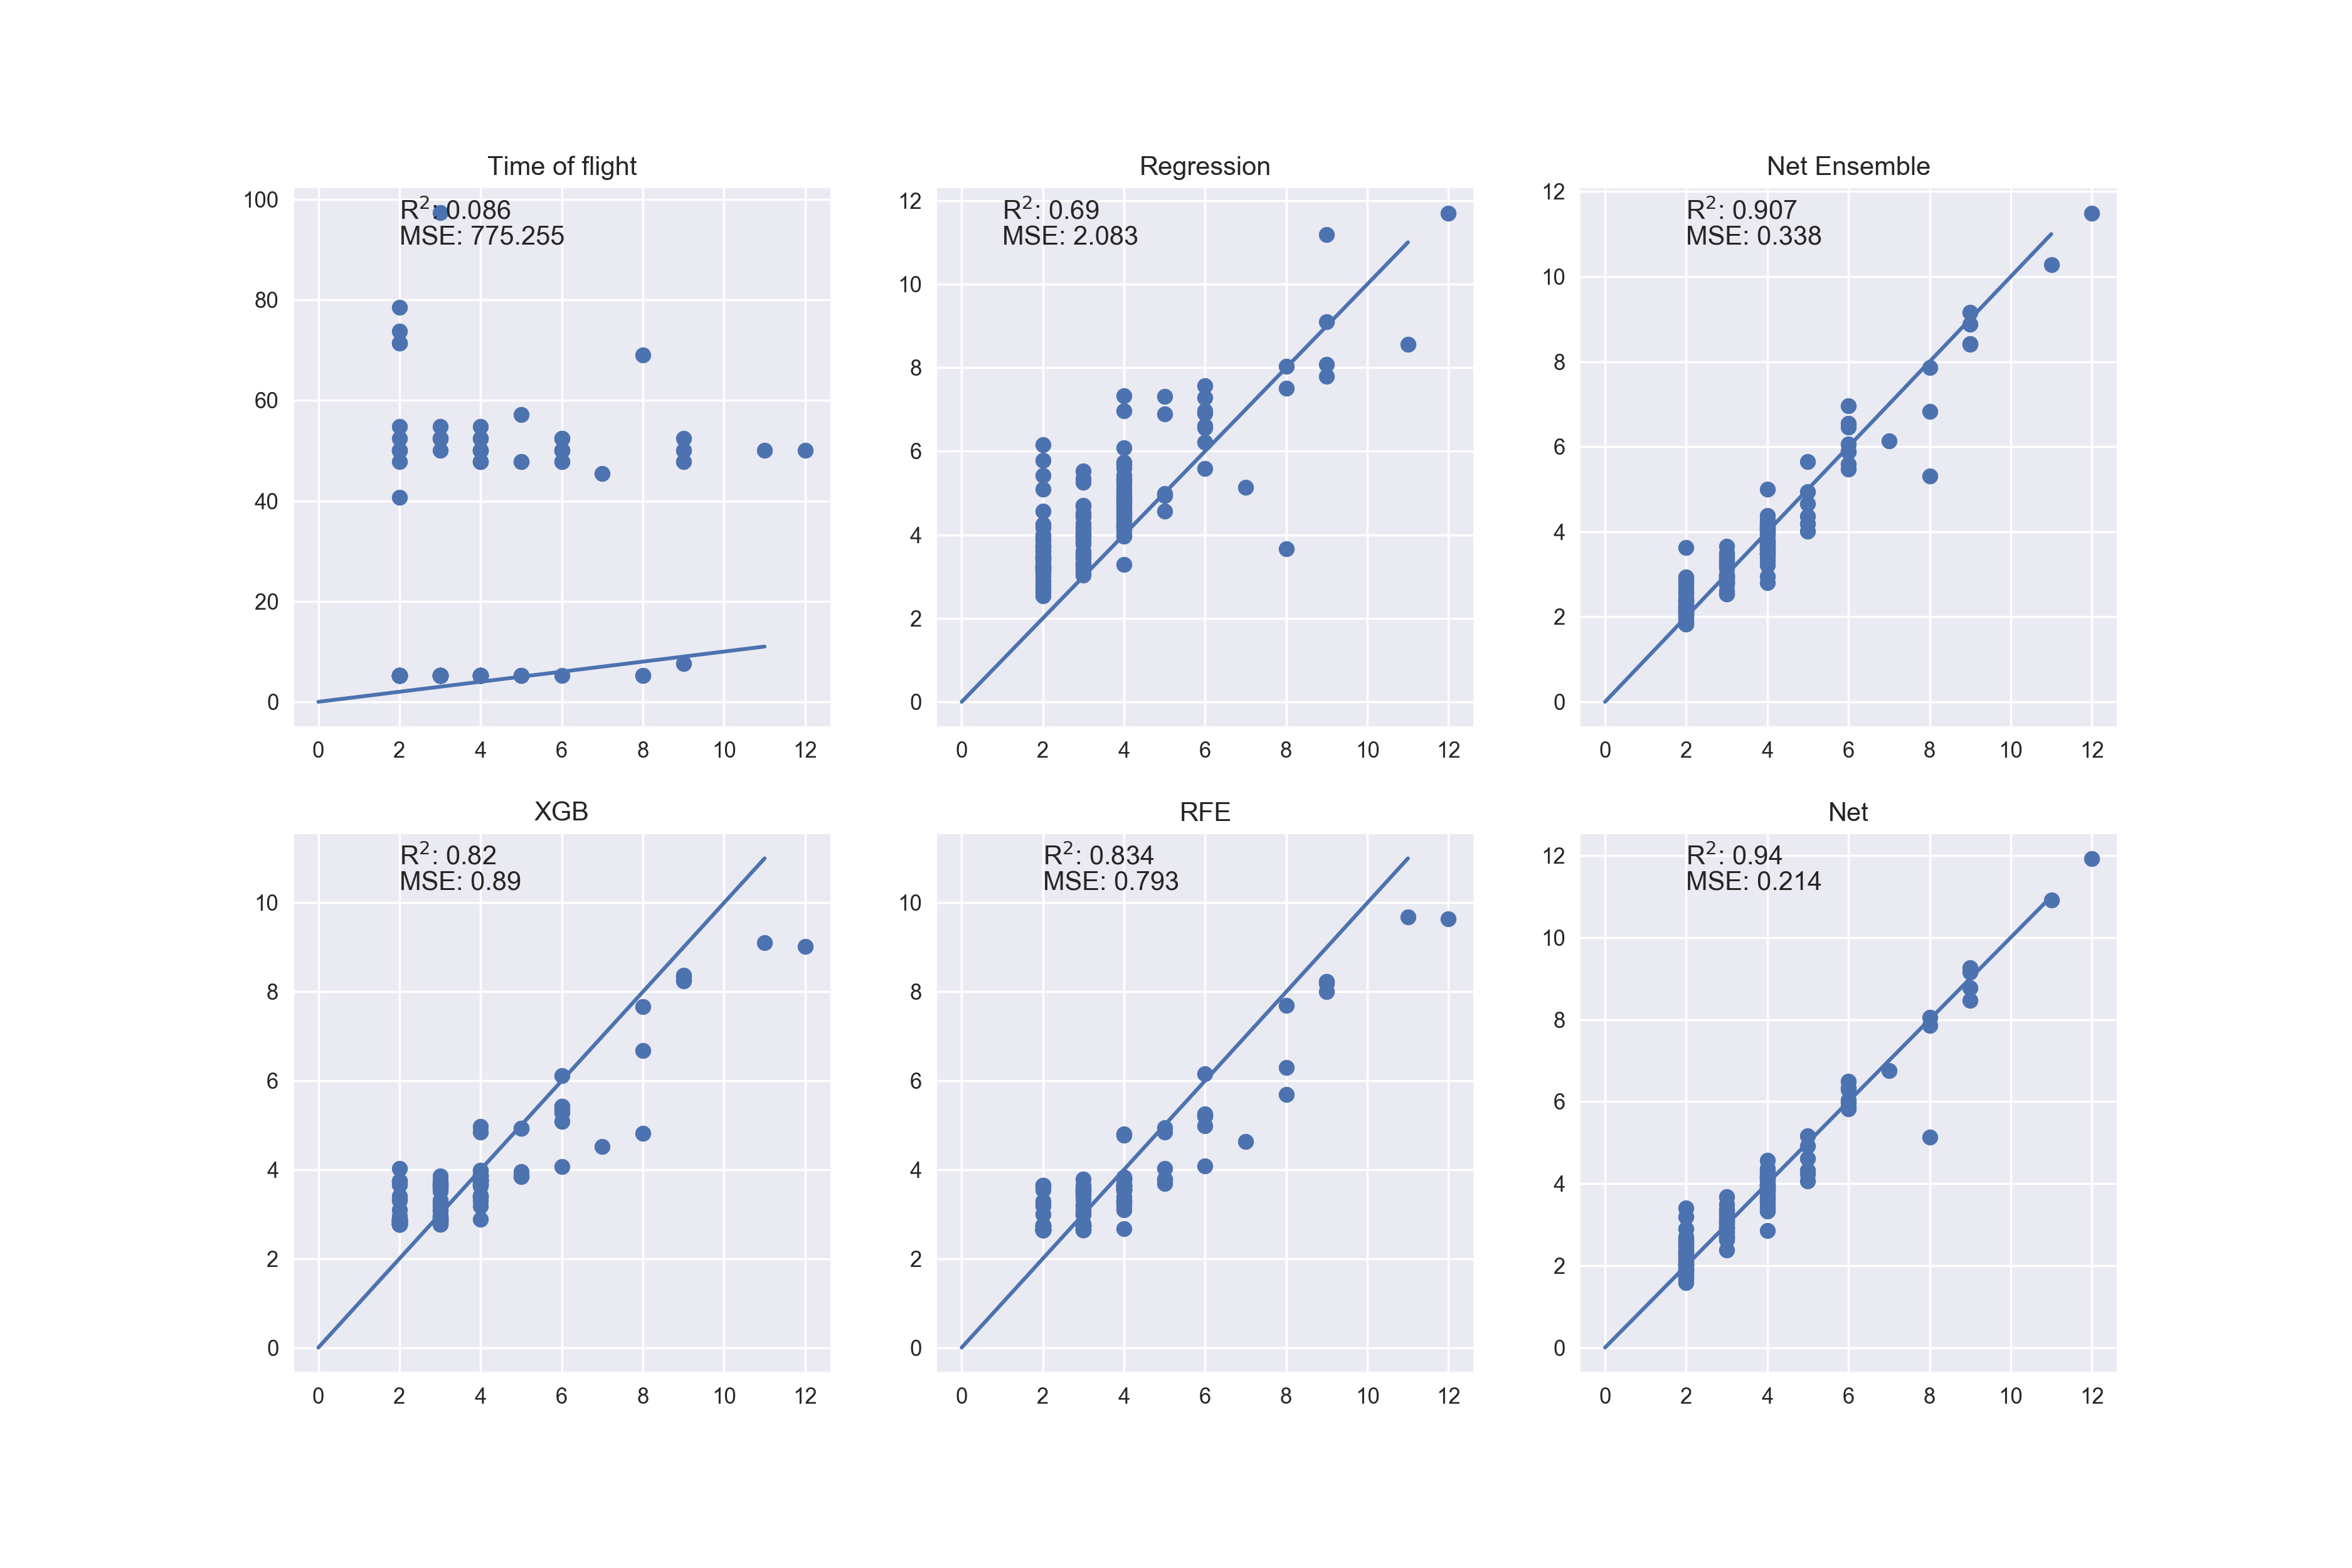 Time of flight
R²: 0.086
MSE: 775.255
100
80
60
40
20
0
0 2 4 6 8 10 12
Regression
R²: 0.69
MSE: 2.083
12
10
8
6
4
2
0
0 2 4 6 8 10 12
Net Ensemble
R²: 0.907
MSE: 0.338
12
10
8
6
4
2
0
0 2 4 6 8 10 12
XGB
R²: 0.82
MSE: 0.89
10
8
6
4
2
0
0 2 4 6 8 10 12
RFE
R²: 0.834
MSE: 0.793
10
8
6
4
2
0
0 2 4 6 8 10 12
Net
R²: 0.94
MSE: 0.214
12
10
8
6
4
2
0
0 2 4 6 8 10 12